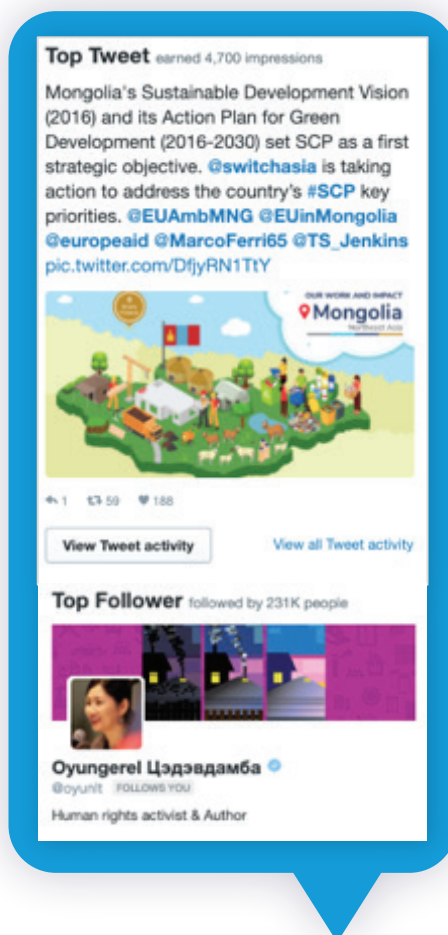 Top Tweet earned 4,700 impressions
Mongolia's Sustainable Development Vision
(2016) and its Action Plan for Green
Development (2016-2030) set SCP as a first
strategic objective. @switchasia is taking
action to address the country's #SCP key
priorities. @EUAmbMNG @EUinMongolia
@europeaid @MarcoFerri65 @TS_Jenkins
pic.twitter.com/DfjyRN1TtY
OUR WORK AND IMPACT
Mongolia
Northeast Asia
1 59 188
View Tweet activity View all Tweet activity
Top Follower followed by 231K people
Oyungerel Цэдэвдамба
@oyunlt FOLLOWS YOU
Human rights activist & Author